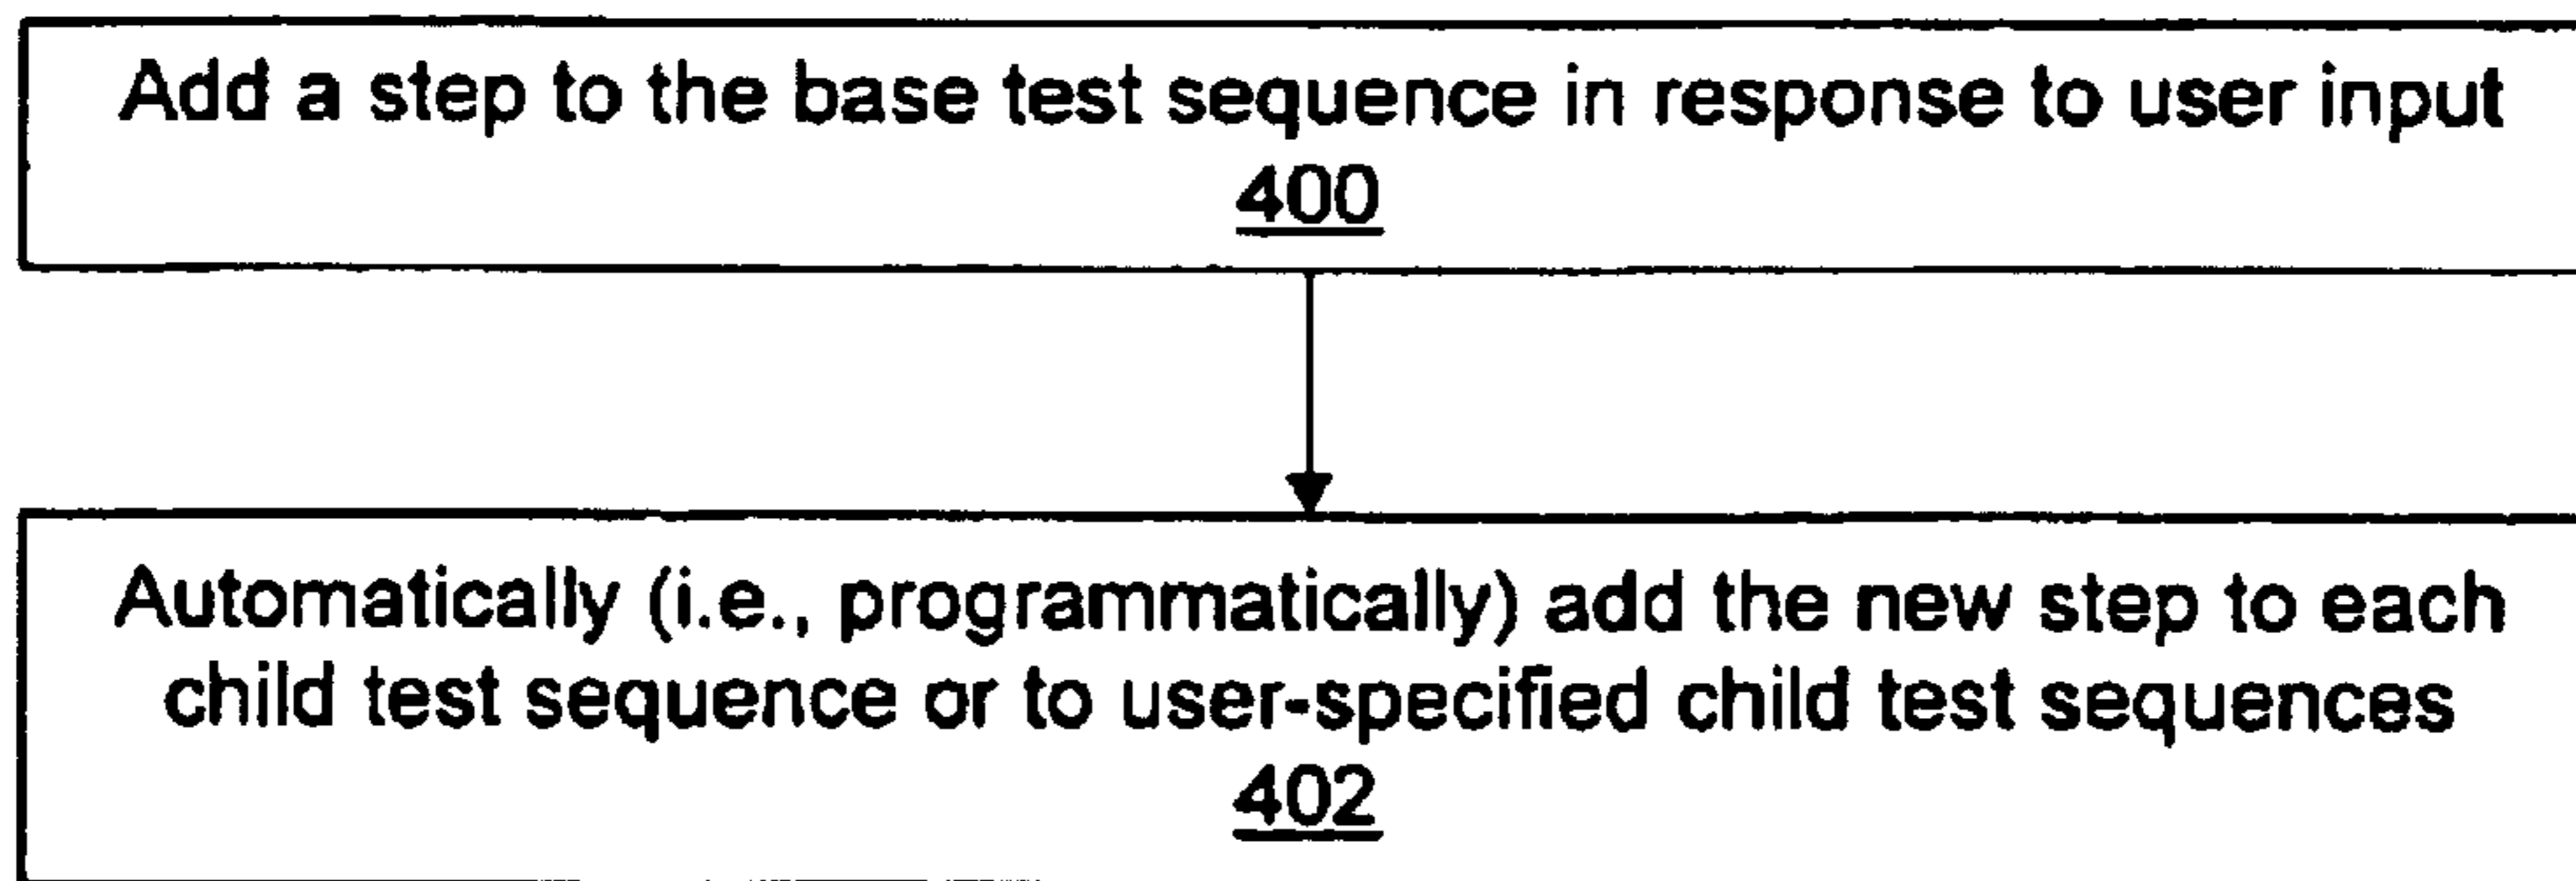 Add a step to the base test sequence in response to user input
400
Automatically (i.e., programmatically) add the new step to each
child test sequence or to user-specified child test sequences
402